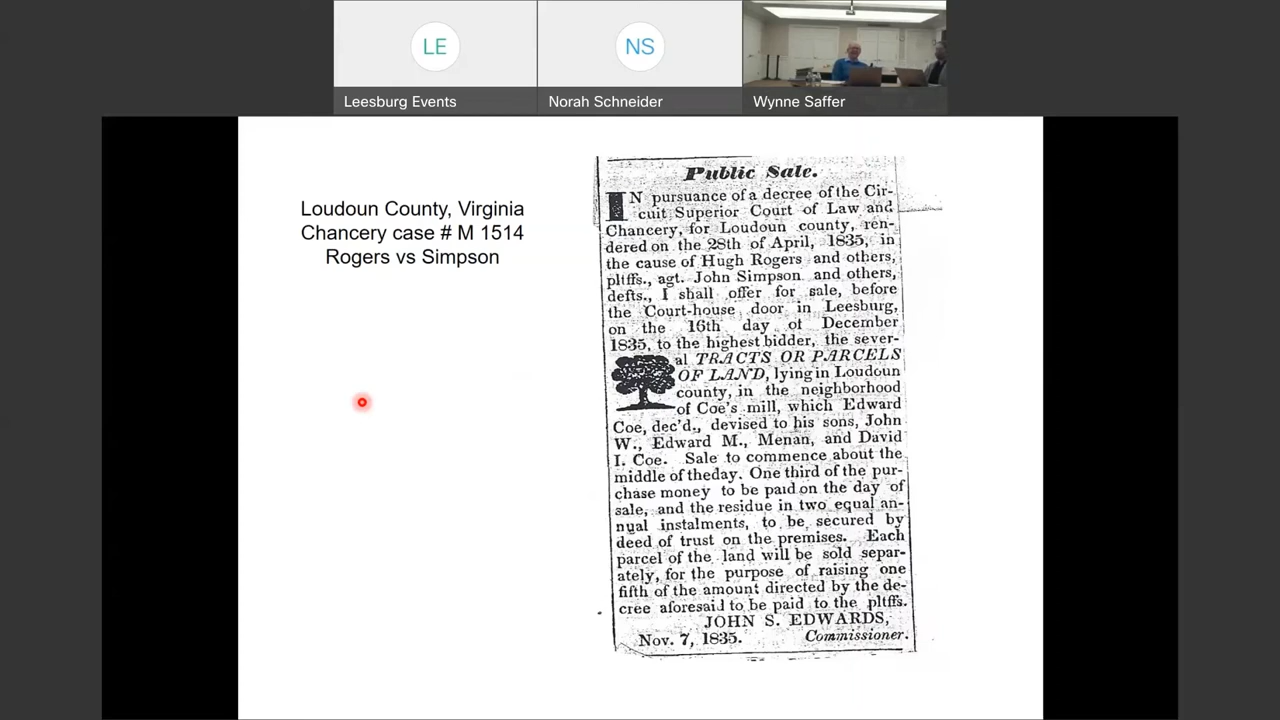 LE
NS
Leesburg Events
Norah Schneider
Wynne Saffer
Loudoun County, Virginia
Chancery case # M 1514
Rogers vs Simpson
Public Sale.
IN pursuance of a decree of the Cir-
cuit Superior Court of Law and
Chancery, for Loudoun county, ren-
dered on the 28th of April, 1835, in
the cause of Hugh Rogers and others,
pltffs., agt. John Simpson and others,
defts., I shall offer for sale, before
the Court-house door in Leesburg,
on the 16th day of December
1835, to the highest bidder, the sever-
al TRACTS OR PARCELS
OF LAND, lying in Loudoun
county, in the neighborhood
of Coe's mill, which Edward
Coe, dec'd., devised to his sons, John
W., Edward M., Menan, and David
I. Coe. Sale to commence about the
middle of theday. One third of the pur-
chase money to be paid on the day of
sale, and the residue in two equal an-
nual instalments, to be secured by
deed of trust on the premises. Each
parcel of the land will be sold separ-
ately, for the purpose of raising one
fifth of the amount directed by the de-
cree aforesaid to be paid to the pltffs.
JOHN S. EDWARDS,
Nov. 7, 1835. Commissioner.